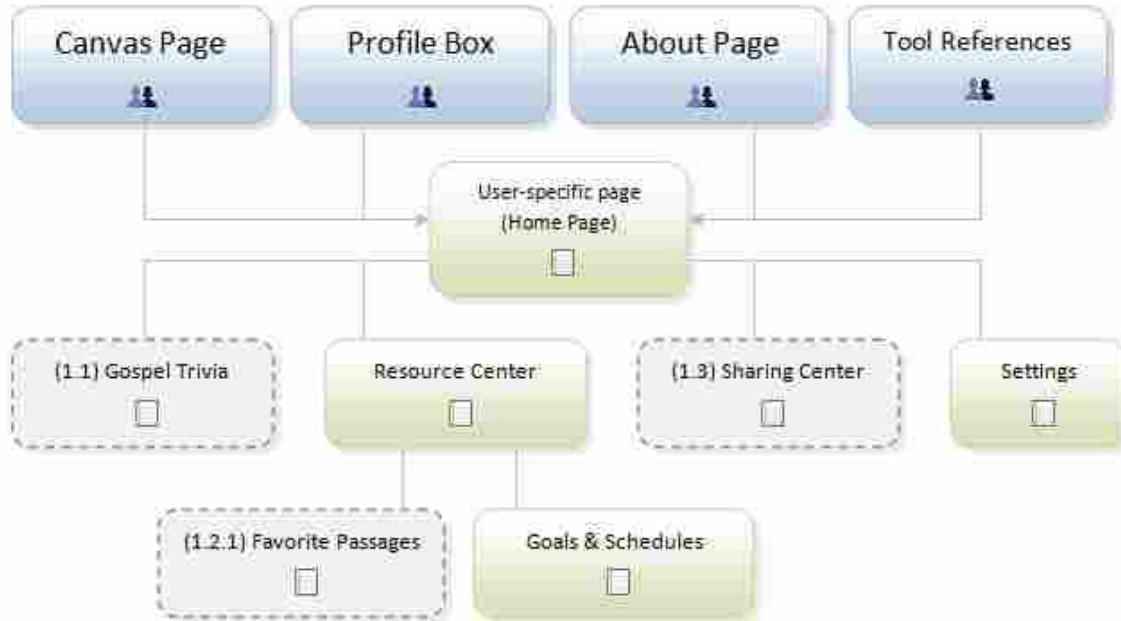 Canvas Page
Profile Box
About Page
Tool References
User-specific page
(Home Page)
(1.1) Gospel Trivia
Resource Center
(1.3) Sharing Center
Settings
(1.2.1) Favorite Passages
Goals & Schedules